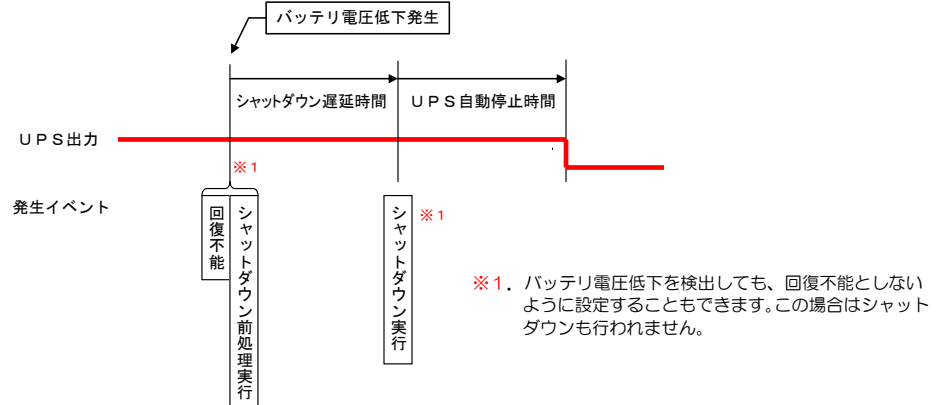 バッテリ電圧低下発生
シャットダウン遅延時間
ＵＰＳ自動停止時間
ＵＰＳ出力
※１
発生イベント
回復不能
シャットダウン前処理実行
シャットダウン実行
※１
※１．バッテリ電圧低下を検出しても、回復不能としない
ように設定することもできます。この場合はシャット
ダウンも行われません。